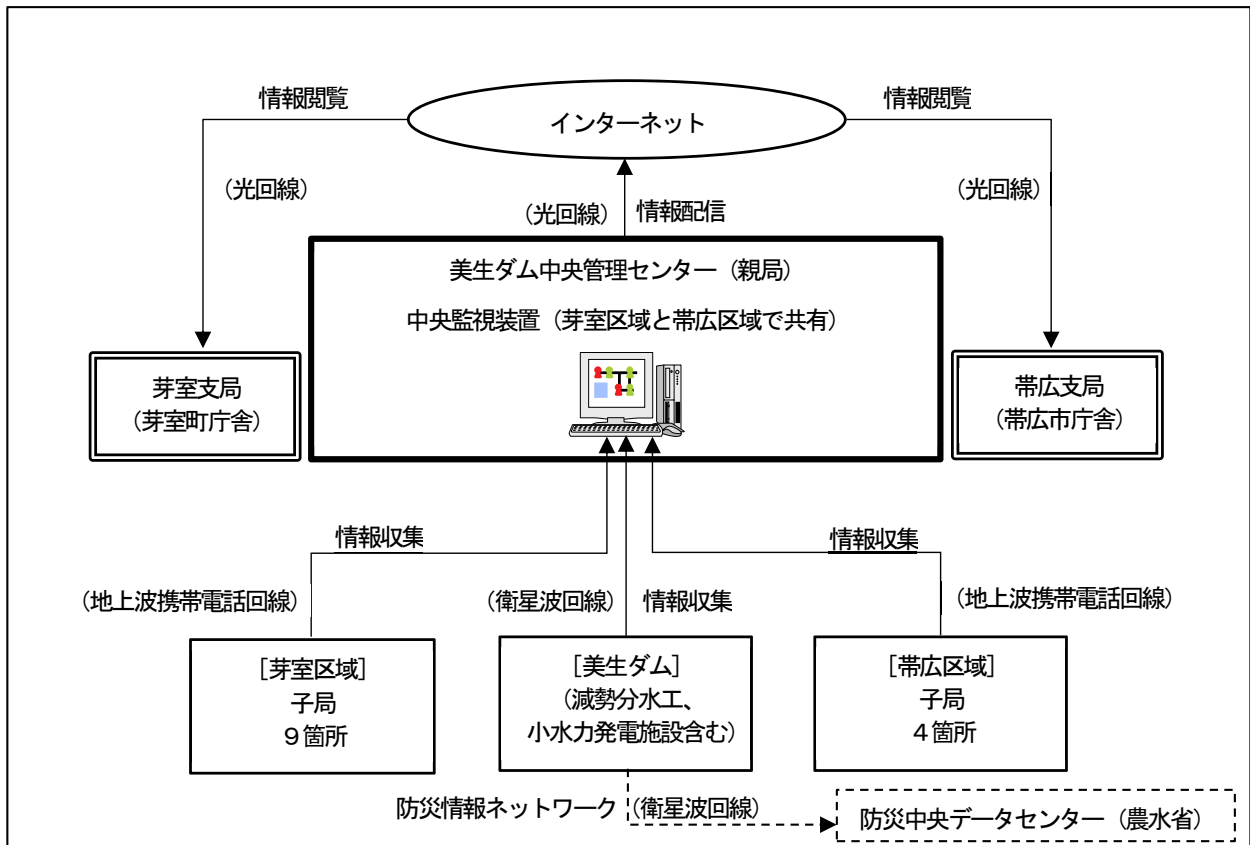 情報閲覧
情報閲覧
インターネット
(光回線)
(光回線)
(光回線)
情報配信
美生ダム中央管理センター（親局）
中央監視装置（芽室区域と帯広区域で共有）
芽室支局
（芽室町庁舎）
帯広支局
（帯広市庁舎）
情報収集
情報収集
（地上波携帯電話回線）
（衛星波回線）
情報収集
（地上波携帯電話回線）
［芽室区域］
子局
９箇所
［美生ダム］
（減勢分水工、
小水力発電施設含む）
［帯広区域］
子局
４箇所
防災情報ネットワーク
（衛星波回線）
防災中央データセンター（農水省）